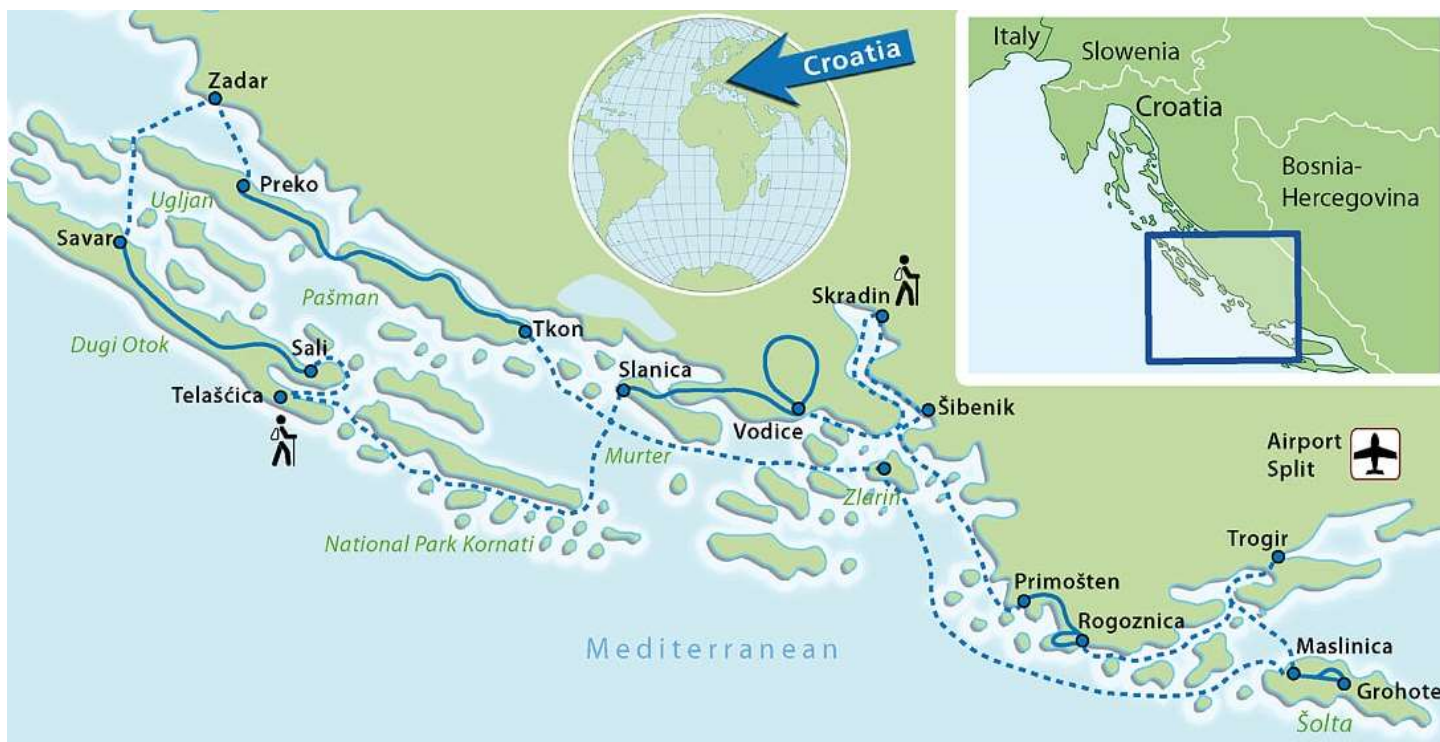 Zadar
Croatia
Italy
Slowenia
Croatia
Bosnia-
Hercegovina
Preko
Ugljan
Savar
Pašman
Skradin
Tkon
Dugi Otok
Sali
Slanica
Telašćica
Šibenik
Vodice
Murter
Airport
Split
Zlarin
National Park Kornati
Trogir
Primošten
Rogoznica
Mediterranean
Maslinica
Grohote
Šolta